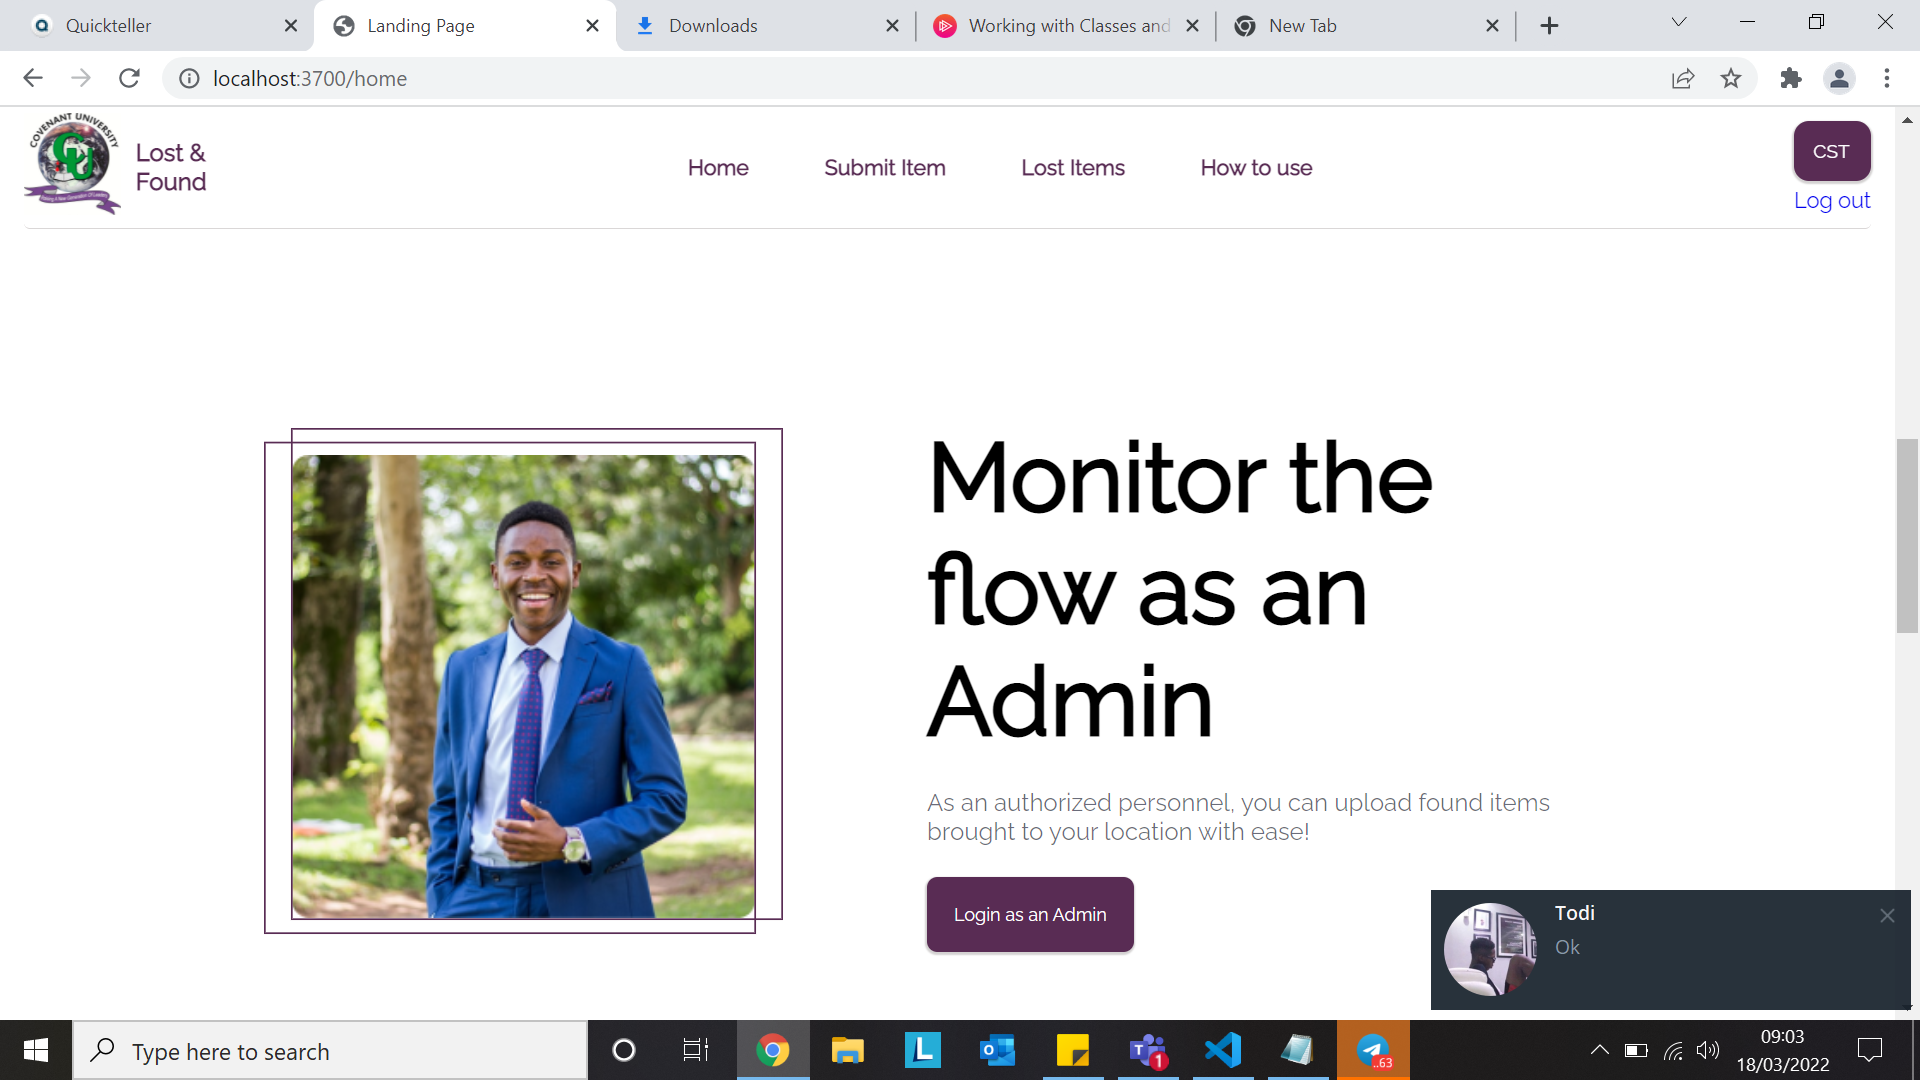 Quickteller
Landing Page
Downloads
Working with Classes and
New Tab
localhost:3700/home
COVENANT UNIVERSITY
CU
Lost &
Found
Home
Submit Item
Lost Items
How to use
CST
Log out
Monitor the
flow as an
Admin
As an authorized personnel, you can upload found items
brought to your location with ease!
Login as an Admin
Todi
Ok
Type here to search
L
1
..63
09:03
18/03/2022